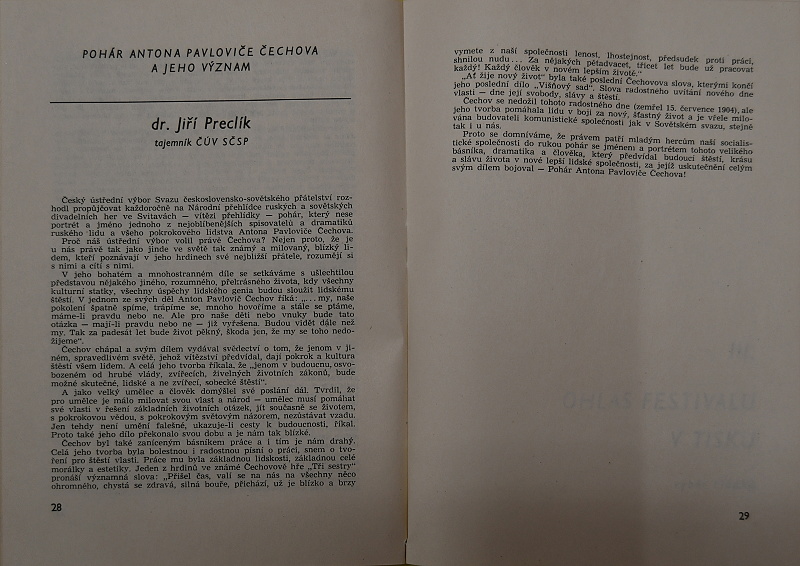 POHÁR ANTONA PAVLOVIČE ČECHOVA
A JEHO VÝZNAM
dr. Jiří Preclík
tajemník ČÚV SČSP
Český ústřední výbor Svazu československo-sovětského přátelství roz-
hodl propůjčovat každoročně na Národní přehlídce ruských a sovětských
divadelních her ve Svitavách — vítězi přehlídky — pohár, který nese
portrét a jméno jednoho z nejoblíbenějších spisovatelů a dramatiků
ruského lidu a všeho pokrokového lidstva Antona Pavloviče Čechova.
Proč náš ústřední výbor volil právě Čechova? Nejen proto, že je
u nás právě tak jako jinde ve světě tak známý a milovaný, blízký li-
dem, kteří poznávají v jeho hrdinech své nejbližší přátele, rozumějí si
s nimi a cítí s nimi.
V jeho bohatém a mnohostranném díle se setkáváme s ušlechtilou
představou nějakého jiného, rozumného, překrásného života, kdy všechny
kulturní statky, všechny úspěchy lidského genia budou sloužit lidskému
štěstí. V jednom ze svých děl Anton Pavlovič Čechov říká: „... my, naše
pokolení špatně spíme, trápíme se, mnoho hovoříme a stále se ptáme,
máme-li pravdu nebo ne. Ale pro naše děti nebo vnuky bude tato
otázka — mají-li pravdu nebo ne — již vyřešena. Budou vidět dále než
my. Tak za padesát let bude život pěkný, škoda jen, že my se toho nedo-
žijeme“.
Čechov chápal a svým dílem vydával svědectví o tom, že jenom v ji-
ném, spravedlivém světě, jehož vítězství předvídal, dají pokrok a kultura
štěstí všem lidem. A celá jeho tvorba říkala, že „jenom v budoucnu, osvo-
bozeném od hrubé vlády, zvířecích, živelných životních zákonů, bude
možné skutečné, lidské a ne zvířecí, sobecké štěstí“.
A jako velký umělec a člověk domýšlel své poslání dál. Tvrdil, že
pro umělce je málo milovat svou vlast a národ — umělec musí pomáhat
své vlasti v řešení základních životních otázek, jít současně se životem,
s pokrokovou vědou, s pokrokovým světovým názorem, nezůstávat vzadu.
Jen tehdy není umění falešné, ukazuje-li cesty k budoucnosti, říkal.
Proto také jeho dílo překonalo svou dobu a je nám tak blízké.
Čechov byl také zaníceným básníkem práce a i tím je nám drahý.
Celá jeho tvorba byla bolestnou i radostnou písní o práci, snem o tvo-
ření pro štěstí vlasti. Práce mu byla základnou lidskosti, základnou celé
morálky a estetiky. Jeden z hrdinů ve známé Čechovově hře „Tři sestry“
pronáší významná slova: „Přišel čas, valí se na nás na všechny něco
ohromného, chystá se zdravá, silná bouře, přichází, už je blízko a brzy
28
vymete z naší společnosti lenost, lhostejnost, předsudek proti práci,
shnilou nudu... Za nějakých pětadvacet, třicet let bude už pracovat
každý! Každý člověk v novém lepším životě.“
„Ať žije nový život“ byla také poslední Čechovova slova, kterými končí
jeho poslední dílo „Višňový sad“. Slova radostného uvítání nového dne
vlasti — dne její svobody, slávy a štěstí.
Čechov se nedožil tohoto radostného dne (zemřel 15. července 1904), ale
jeho tvorba pomáhala lidu v boji za nový, šťastný život a je vřele milo-
vána budovateli komunistické společnosti jak v Sovětském svazu, stejně
tak i u nás.
Proto se domníváme, že právem patří mladým hercům naší socialis-
tické společnosti do rukou pohár se jménem a portrétem tohoto velikého
básníka, dramatika a člověka, který předvídal budoucí štěstí, krásu
a slávu života v nové lepší lidské společnosti, za jejíž uskutečnění celým
svým dílem bojoval — Pohár Antona Pavloviče Čechova!
29